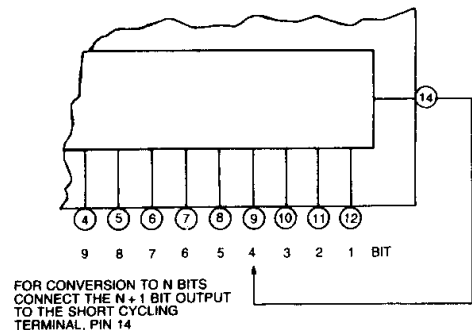 14
4 5 6 7 8 9 10 11 12
9 8 7 6 5 4 3 2 1 BIT
FOR CONVERSION TO N BITS
CONNECT THE N + 1 BIT OUTPUT
TO THE SHORT CYCLING
TERMINAL, PIN 14